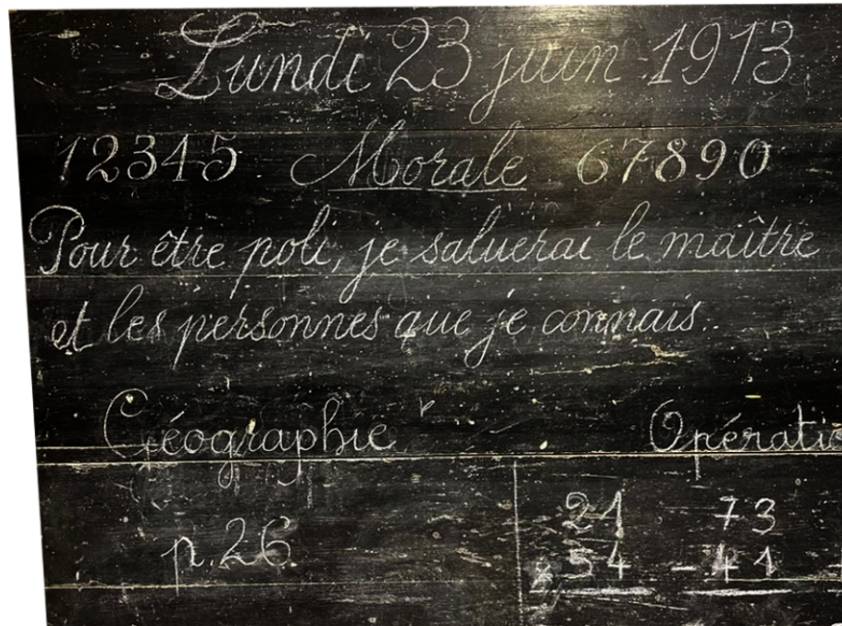 Lundi 23 juin 1913
12345 Morale 67890
Pour être poli, je saluerai le maître
et les personnes que je connais.
Géographie Opératio
p. 26 21 73
x 54 - 41